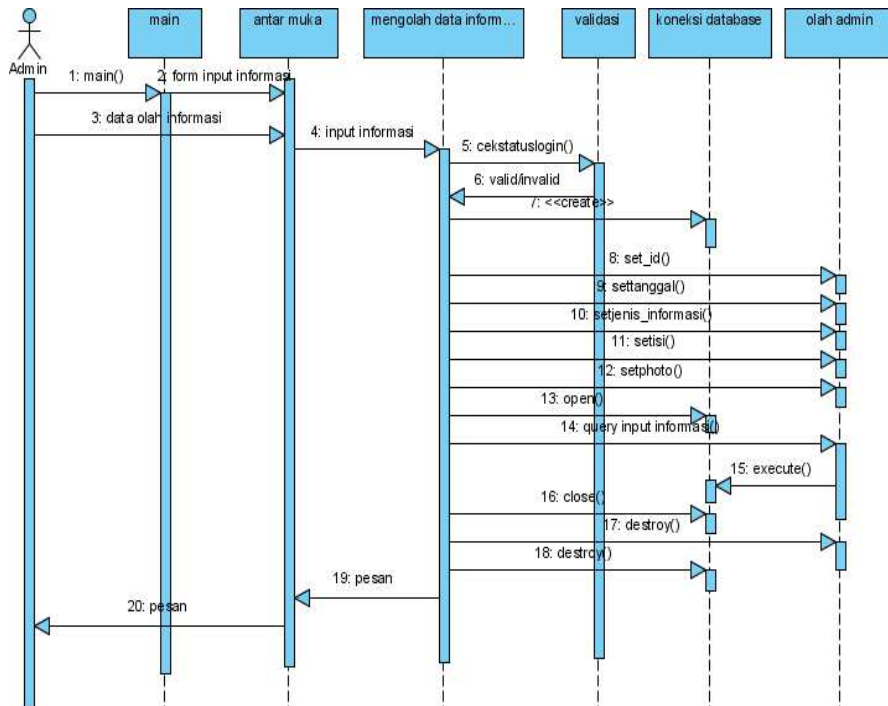 main
antar muka
mengolah data inform...
validasi
koneksi database
olah admin
Admin
1: main()
2: form input informasi
3: data olah informasi
4: input informasi
5: cekstatuslogin()
6: valid/invalid
7: <<create>>
8: set_id()
9: settanggal()
10: setjenis_informasi()
11: setisi()
12: setphoto()
13: open()
14: query input informasi()
15: execute()
16: close()
17: destroy()
18: destroy()
19: pesan
20: pesan